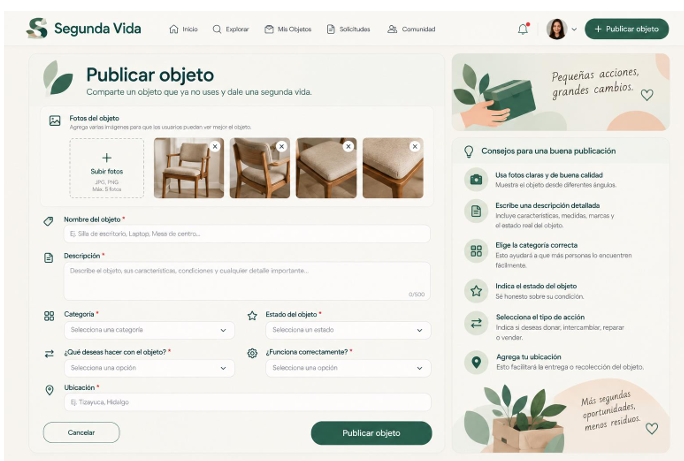 Segunda Vida
Inicio
Explorar
Mis Objetos
Solicitudes
Comunidad
+ Publicar objeto
Publicar objeto
Comparte un objeto que ya no uses y dale una segunda vida.
Fotos del objeto
Agrega varias imágenes para que los usuarios puedan ver mejor el objeto.
+
Subir fotos
JPG, PNG
Máx. 5 fotos
Nombre del objeto *
Ej. Silla de escritorio, Laptop, Mesa de centro...
Descripción *
Describe el objeto, sus características, condiciones y cualquier detalle importante...
0/500
Categoría *
Selecciona una categoría
Estado del objeto *
Selecciona un estado
¿Qué deseas hacer con el objeto? *
Selecciona una opción
¿Funciona correctamente? *
Selecciona una opción
Ubicación *
Ej. Tizayuca, Hidalgo
Cancelar
Publicar objeto
Pequeñas acciones,
grandes cambios.
Consejos para una buena publicación
Usa fotos claras y de buena calidad
Muestra el objeto desde diferentes ángulos.
Escribe una descripción detallada
Incluye características, medidas, marcas y
el estado real del objeto.
Elige la categoría correcta
Esto ayudará a que más personas lo encuentren
fácilmente.
Indica el estado del objeto
Sé honesto sobre su condición.
Selecciona el tipo de acción
Indica si deseas donar, intercambiar, reparar
o vender.
Agrega tu ubicación
Esto facilitará la entrega o recolección del objeto.
Más segundas
oportunidades,
menos residuos.